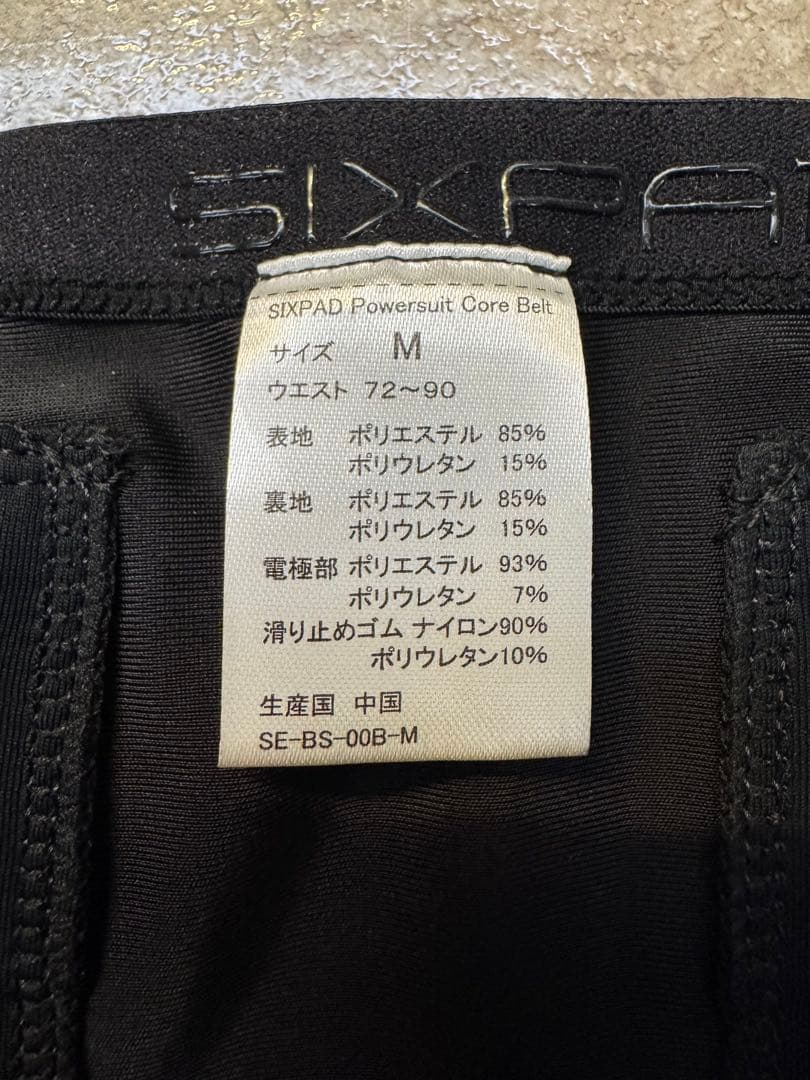 SIXPA
SIXPAD Powersuit Core Belt
サイズ M
ウエスト 72～90
表地 ポリエステル 85%
ポリウレタン 15%
裏地 ポリエステル 85%
ポリウレタン 15%
電極部 ポリエステル 93%
ポリウレタン 7%
滑り止めゴム ナイロン90%
ポリウレタン10%
生産国 中国
SE-BS-00B-M